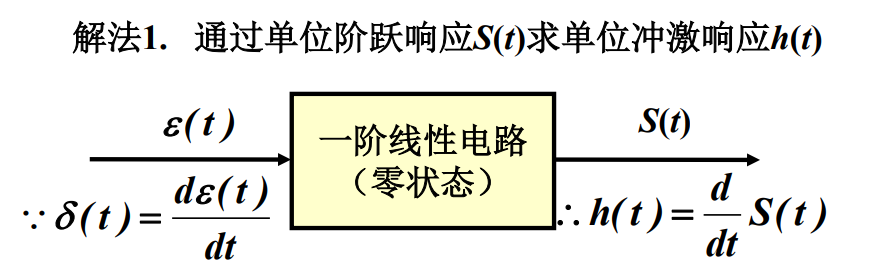 解法1. 通过单位阶跃响应S(t)求单位冲激响应h(t)
ε(t)
一阶线性电路
（零状态）
S(t)
∵ δ(t) = dε(t)/dt
∴ h(t) = d/dt S(t)